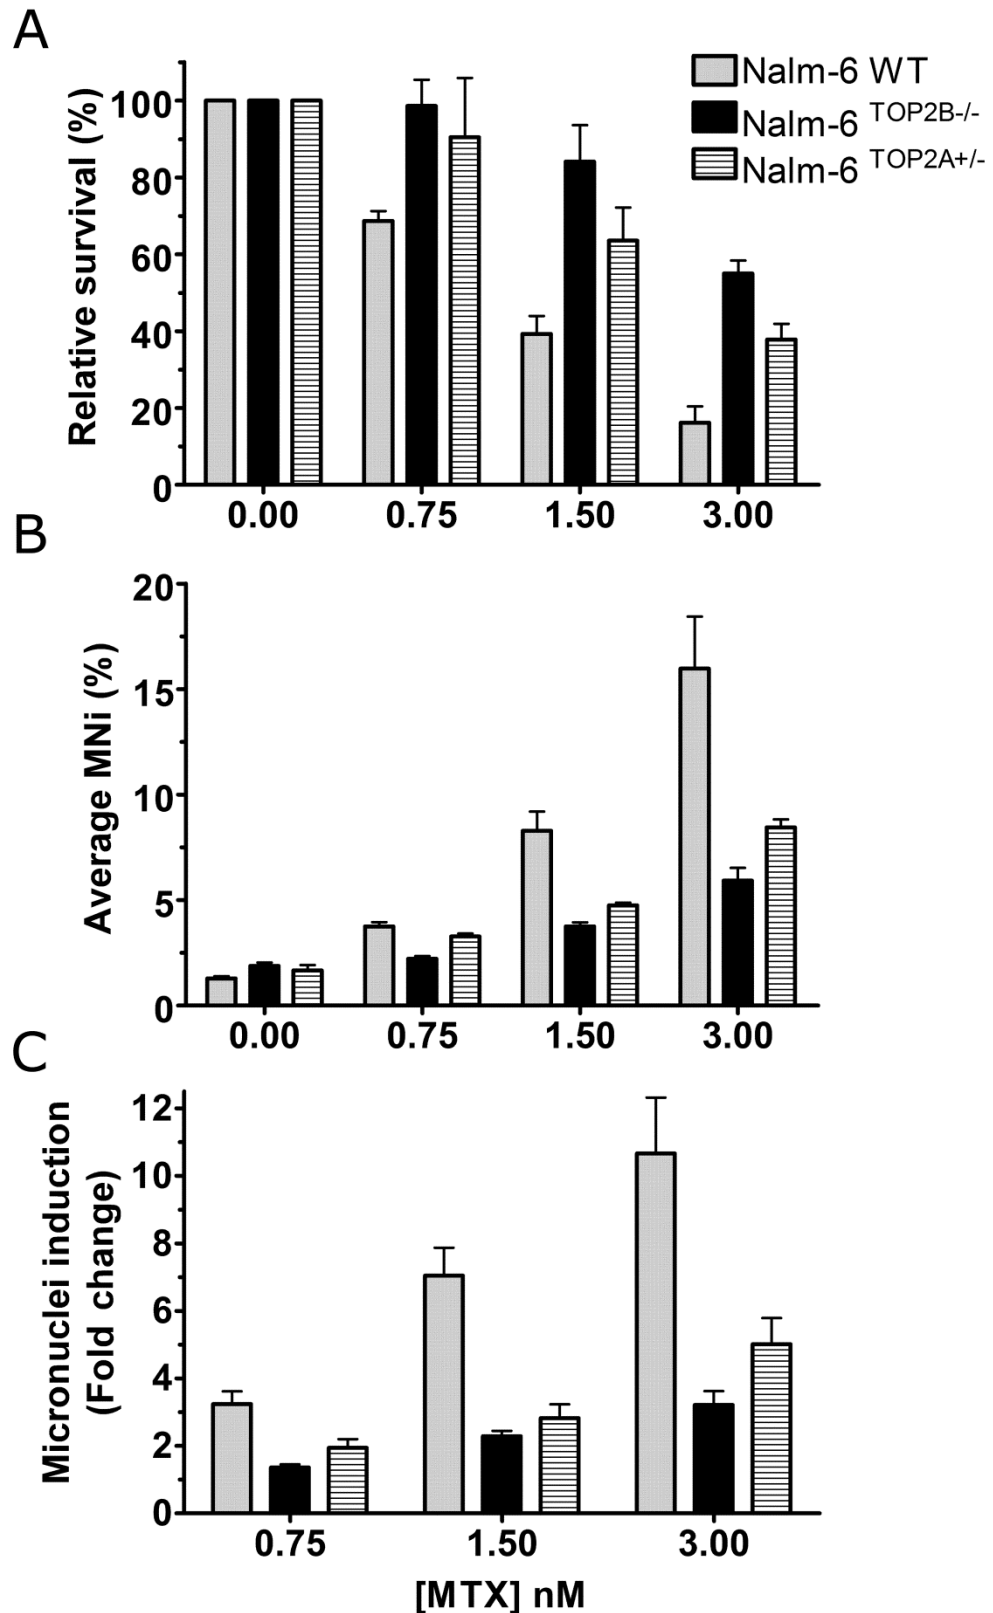 A
Relative survival (%)
100
80
60
40
20
0
0.00 0.75 1.50 3.00
Nalm-6 WT
Nalm-6 TOP2B-/-
Nalm-6 TOP2A+/-
B
Average MNi (%)
20
15
10
5
0
0.00 0.75 1.50 3.00
C
Micronuclei induction
(Fold change)
12
10
8
6
4
2
0
0.75 1.50 3.00
[MTX] nM